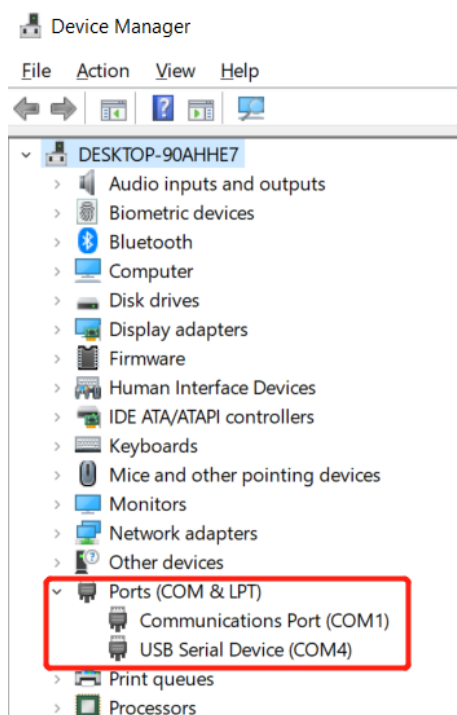 Device Manager
File Action View Help
DESKTOP-90AHHE7
Audio inputs and outputs
Biometric devices
Bluetooth
Computer
Disk drives
Display adapters
Firmware
Human Interface Devices
IDE ATA/ATAPI controllers
Keyboards
Mice and other pointing devices
Monitors
Network adapters
Other devices
Ports (COM & LPT)
Communications Port (COM1)
USB Serial Device (COM4)
Print queues
Processors